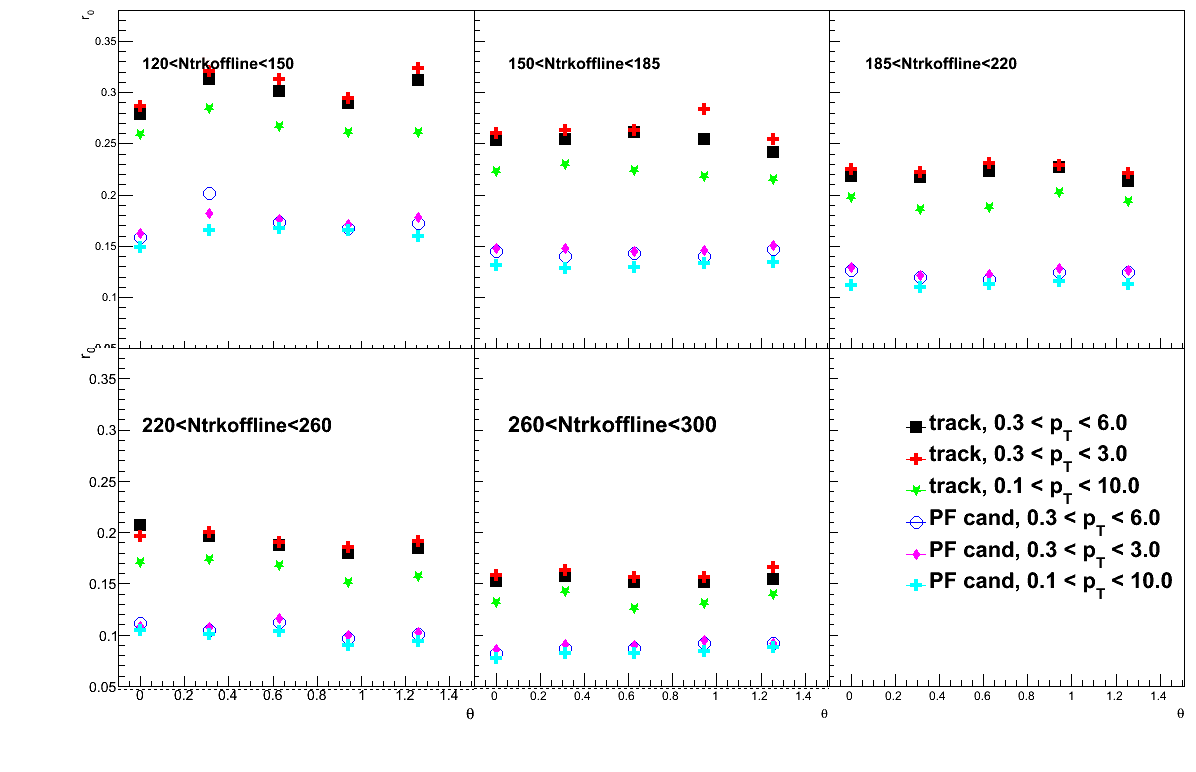 r0
0.35
120<Ntrkoffline<150
150<Ntrkoffline<185
185<Ntrkoffline<220
0.3
0.25
0.2
0.15
0.1
0.05
r0
0.35
220<Ntrkoffline<260
260<Ntrkoffline<300
track, 0.3 < pT < 6.0
0.3
track, 0.3 < pT < 3.0
0.25
track, 0.1 < pT < 10.0
PF cand, 0.3 < pT < 6.0
0.2
PF cand, 0.3 < pT < 3.0
0.15
PF cand, 0.1 < pT < 10.0
0.1
0.05
0 0.2 0.4 0.6 0.8 1 1.2 1.4 0 0.2 0.4 0.6 0.8 1 1.2 1.4 0 0.2 0.4 0.6 0.8 1 1.2 1.4
θ θ θ